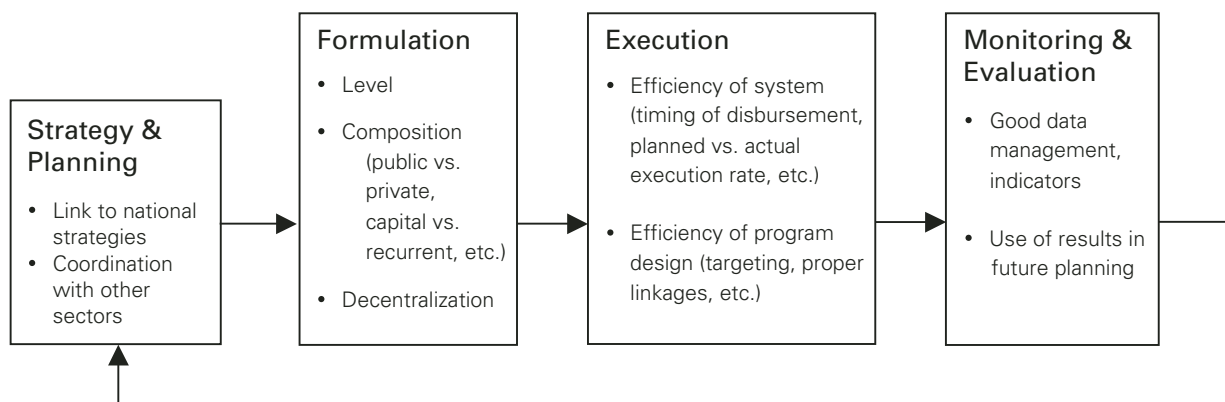 Strategy &
Planning
• Link to national
strategies
• Coordination
with other
sectors
Formulation
• Level
• Composition
(public vs.
private,
capital vs.
recurrent, etc.)
• Decentralization
Execution
• Efficiency of system
(timing of disbursement,
planned vs. actual
execution rate, etc.)
• Efficiency of program
design (targeting, proper
linkages, etc.)
Monitoring &
Evaluation
• Good data
management,
indicators
• Use of results in
future planning